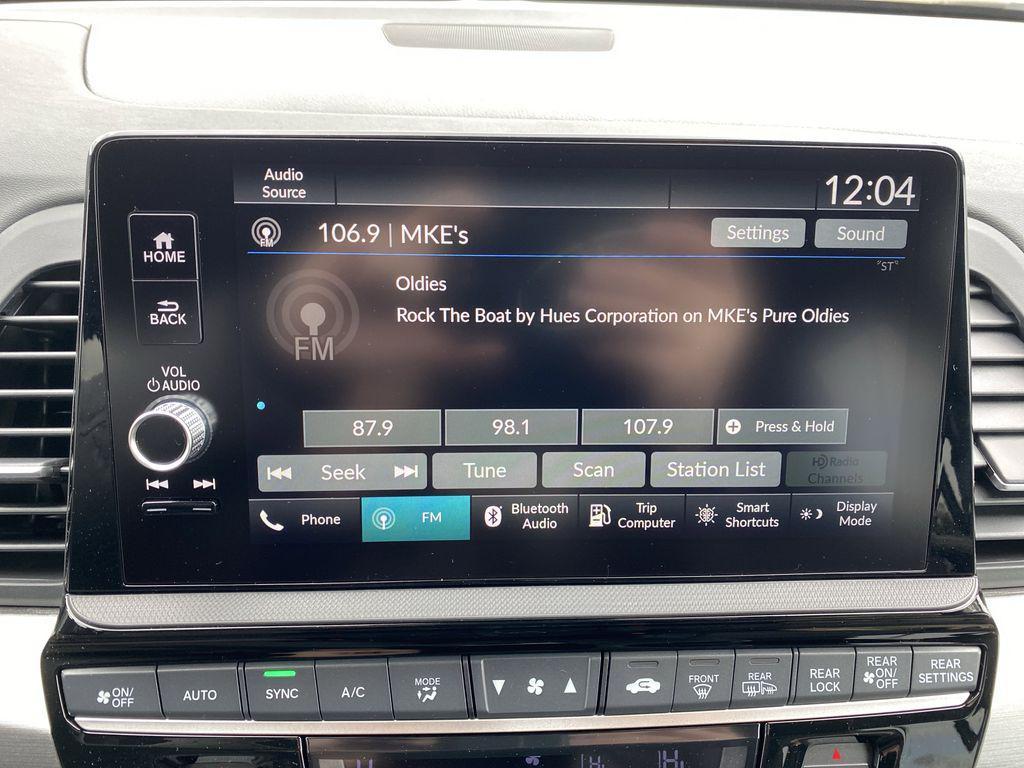 Audio
Source
12:04
FM
106.9 | MKE's
Settings
Sound
"ST"
HOME
BACK
Oldies
Rock The Boat by Hues Corporation on MKE's Pure Oldies
FM
VOL
AUDIO
87.9
98.1
107.9
Press & Hold
Seek
Tune
Scan
Station List
HD Radio
Channels
Phone
FM
Bluetooth
Audio
Trip
Computer
Smart
Shortcuts
Display
Mode
ON/
OFF
AUTO
SYNC
A/C
MODE
FRONT
REAR
REAR
LOCK
REAR
ON/
OFF
REAR
SETTINGS